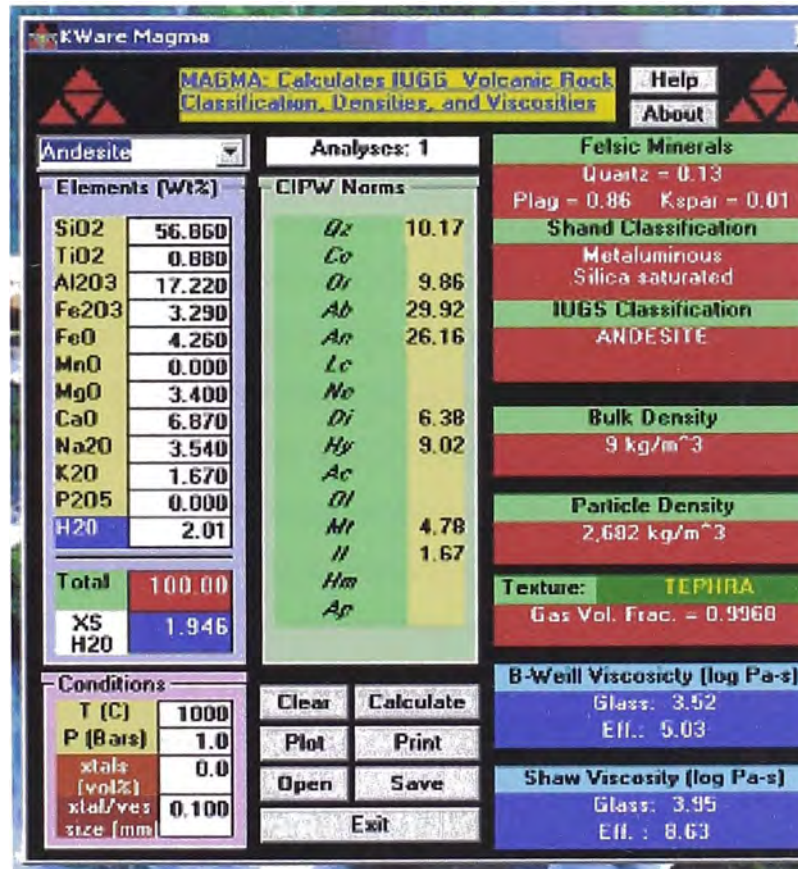 KWare Magma
MAGMA: Calculates IUGG Volcanic Rock
Classification, Densities, and Viscosities
Help
About
Andesite
Analyses: 1
Elements (Wt%)
SiO2 56.860
TiO2 0.880
Al2O3 17.220
Fe2O3 3.290
FeO 4.260
MnO 0.000
MgO 3.400
CaO 6.870
Na2O 3.540
K2O 1.670
P2O5 0.000
H2O 2.01
Total 100.00
XS
H2O
1.946
CIPW Norms
Qz 10.17
Co
Or 9.86
Ab 29.92
An 26.16
Lc
Ne
Di 6.38
Hy 9.02
Ac
Ol
Mt 4.78
Il 1.67
Hm
Ap
Felsic Minerals
Quartz = 0.13
Plag = 0.86 Kspar = 0.01
Shand Classification
Metaluminous
Silica saturated
IUGS Classification
ANDESITE
Bulk Density
9 kg/m^3
Particle Density
2,682 kg/m^3
Texture: TEPHRA
Gas Vol. Frac. = 0.9968
B-Weill Viscosicty (log Pa-s)
Glass: 3.52
Eff.: 5.03
Shaw Viscosity (log Pa-s)
Glass: 3.95
Eff. : 8.63
Conditions
T (C) 1000
P (Bars) 1.0
xtals
(vol%)
0.0
xtal/ves
size (mm)
0.100
Clear
Calculate
Plot
Print
Open
Save
Exit